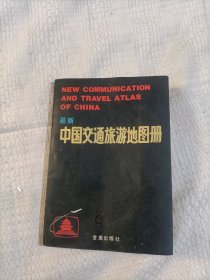 NEW COMMUNICATION
AND TRAVEL ATLAS
OF CHINA
最新
中国交通旅游地图册
金盾出版社